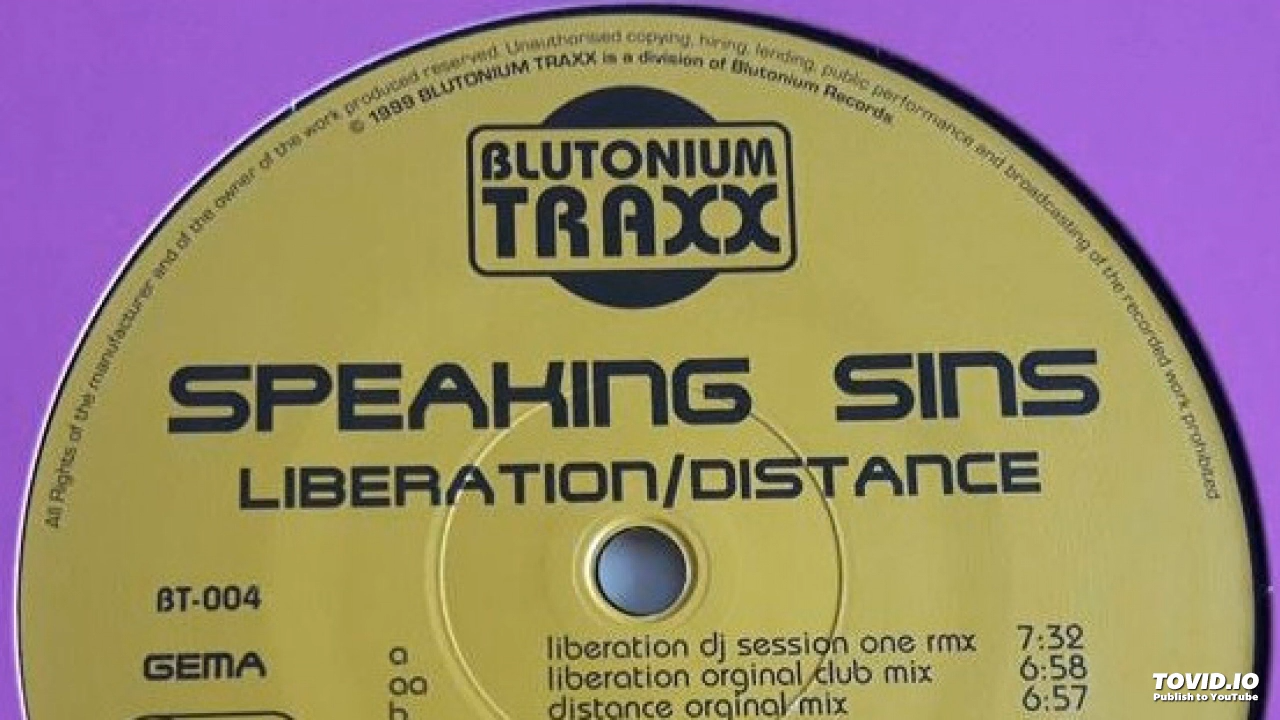 All Rights of the manufacturer and of the owner of the work produced reserved. Unauthorised copying, hiring, lending, public performance and broadcasting of the recorded work prohibited
© 1999 BLUTONIUM TRAXX is a division of Blutonium Records.
BLUTONIUM
TRAXX
SPEAKING SINS
LIBERATION/DISTANCE
BT-004
GEMA
a liberation dj session one rmx 7:32
aa liberation orginal club mix 6:58
b distance orginal mix 6:57
TOVID.IO
Publish to YouTube